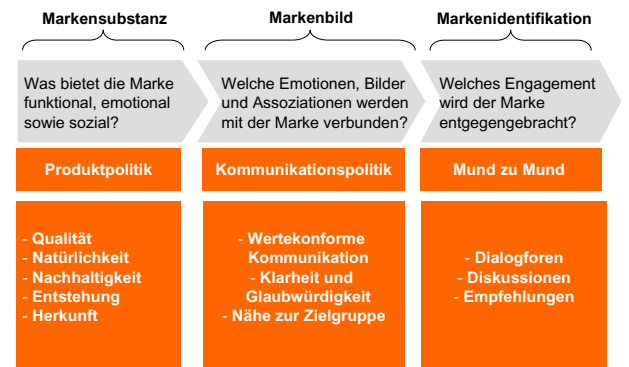 Markensubstanz
Markenbild
Markenidentifikation
Was bietet die Marke
funktional, emotional
sowie sozial?
Welche Emotionen, Bilder
und Assoziationen werden
mit der Marke verbunden?
Welches Engagement
wird der Marke
entgegengebracht?
Produktpolitik
Kommunikationspolitik
Mund zu Mund
- Qualität
- Natürlichkeit
- Nachhaltigkeit
- Entstehung
- Herkunft
- Wertekonforme
Kommunikation
- Klarheit und
Glaubwürdigkeit
- Nähe zur Zielgruppe
- Dialogforen
- Diskussionen
- Empfehlungen